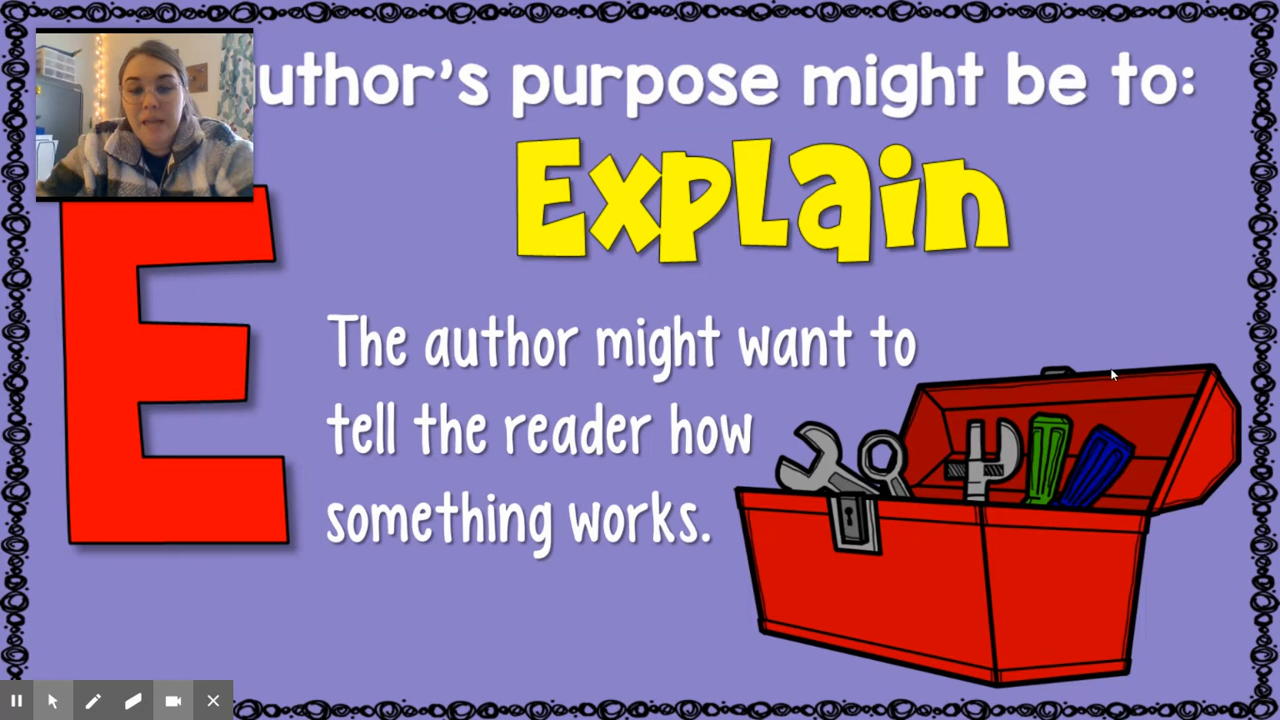 uthor's purpose might be to:
Explain
E
The author might want to
tell the reader how
something works.